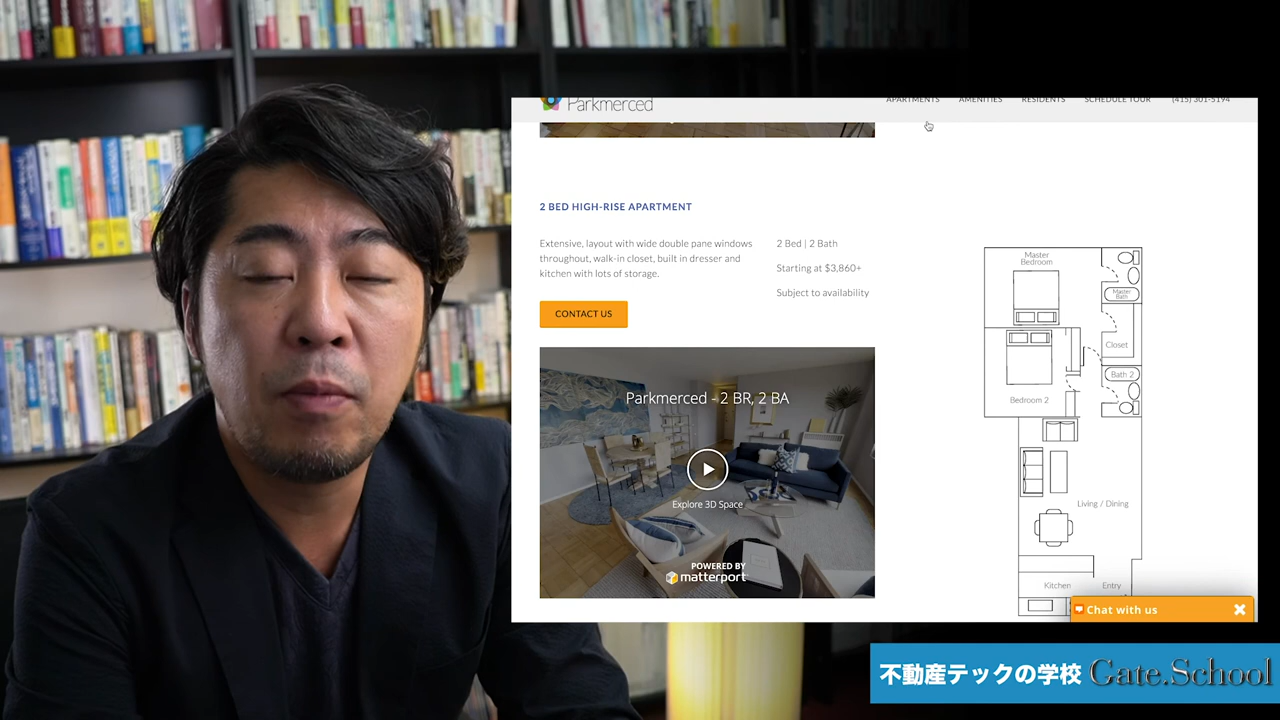 Parkmerced
APARTMENTS AMENITIES RESIDENTS SCHEDULE TOUR (415) 301-5194
2 BED HIGH-RISE APARTMENT
Extensive, layout with wide double pane windows
throughout, walk-in closet, built in dresser and
kitchen with lots of storage.
2 Bed | 2 Bath
Starting at $3,860+
Subject to availability
CONTACT US
Parkmerced - 2 BR, 2 BA
Explore 3D Space
POWERED BY
matterport
Master
Bedroom
Master
Bath
Closet
Bath 2
Bedroom 2
Living / Dining
Kitchen
Entry
Chat with us
不動産テックの学校 Gate.School